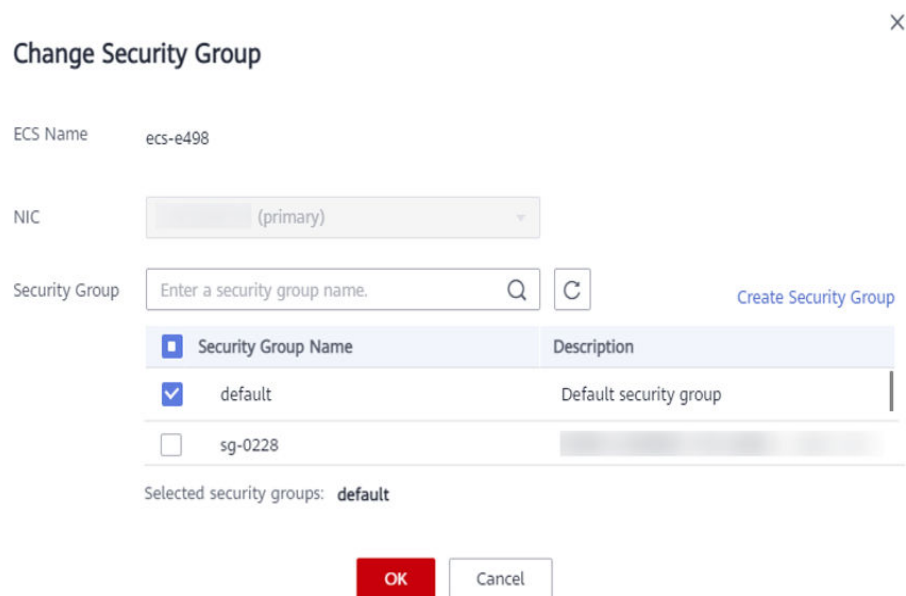 Change Security Group
ECS Name ecs-e498
NIC (primary)
Security Group Enter a security group name. Create Security Group
Security Group Name Description
default Default security group
sg-0228
Selected security groups: default
OK Cancel